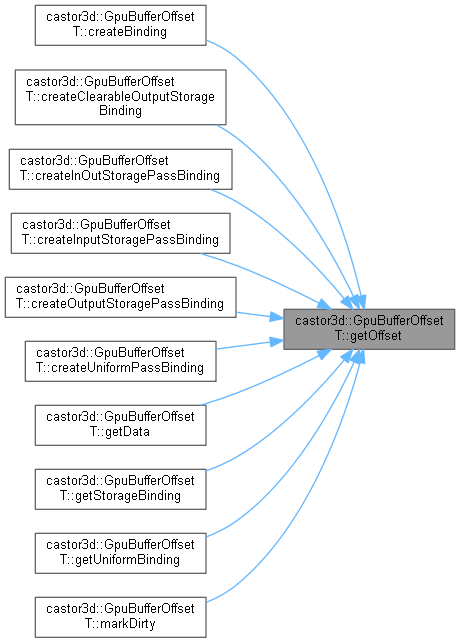 castor3d::GpuBufferOffset
T::createBinding
castor3d::GpuBufferOffset
T::createClearableOutputStorage
Binding
castor3d::GpuBufferOffset
T::createInOutStoragePassBinding
castor3d::GpuBufferOffset
T::createInputStoragePassBinding
castor3d::GpuBufferOffset
T::createOutputStoragePassBinding
castor3d::GpuBufferOffset
T::getOffset
castor3d::GpuBufferOffset
T::createUniformPassBinding
castor3d::GpuBufferOffset
T::getData
castor3d::GpuBufferOffset
T::getStorageBinding
castor3d::GpuBufferOffset
T::getUniformBinding
castor3d::GpuBufferOffset
T::markDirty